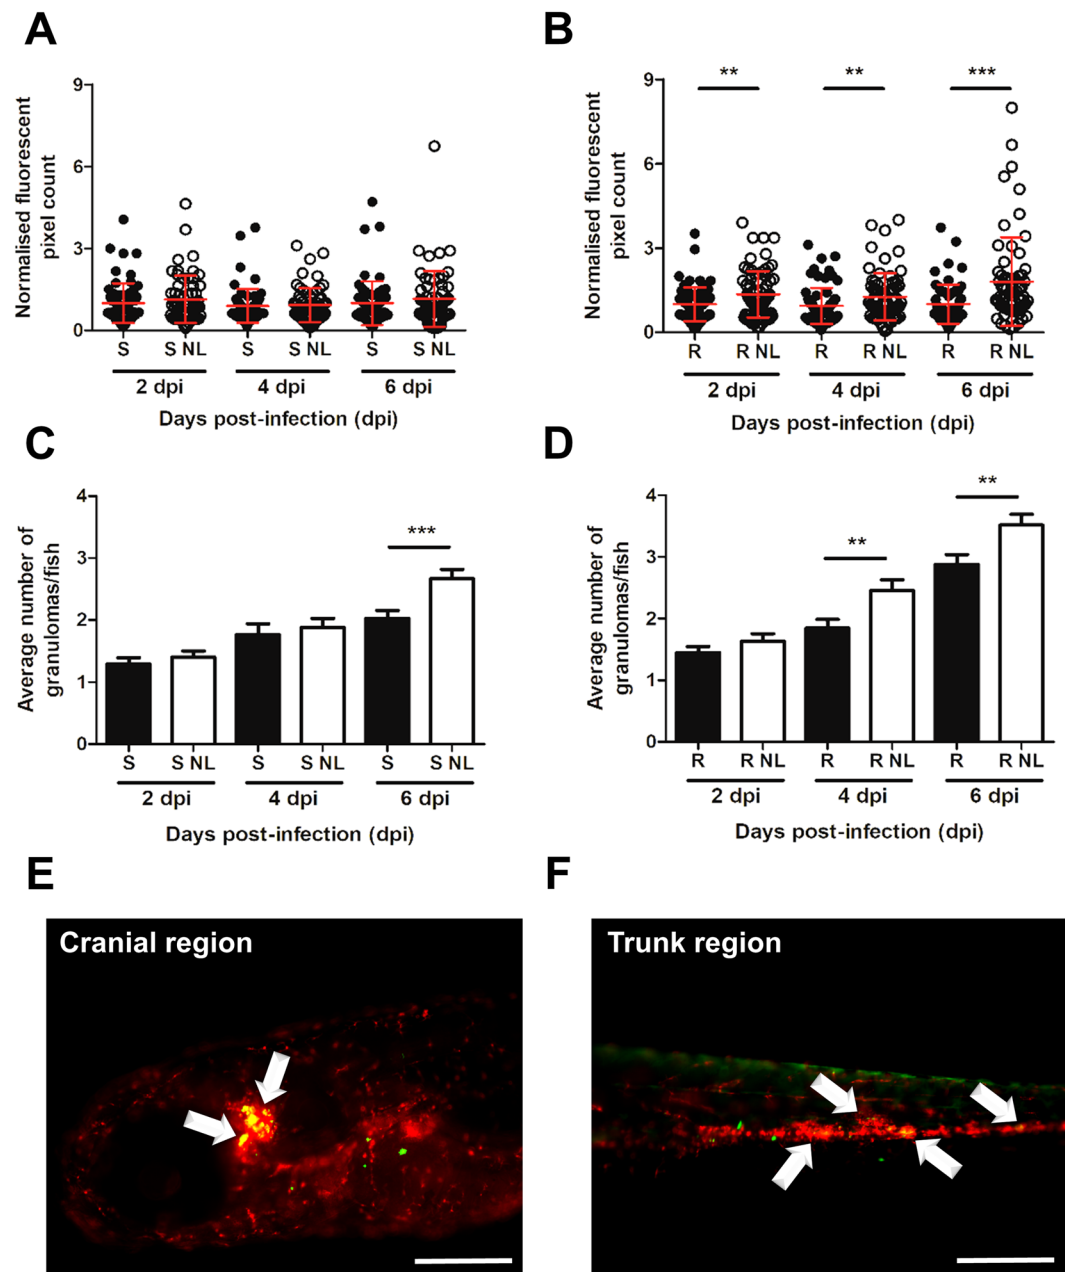 A
Normalised fluorescent
pixel count
9
6
3
0
S S NL S S NL S S NL
2 dpi 4 dpi 6 dpi
Days post-infection (dpi)
B
Normalised fluorescent
pixel count
** ** ***
9
6
3
0
R R NL R R NL R R NL
2 dpi 4 dpi 6 dpi
Days post-infection (dpi)
C
Average number of
granulomas/fish
***
4
3
2
1
0
S S NL S S NL S S NL
2 dpi 4 dpi 6 dpi
Days post-infection (dpi)
D
Average number of
granulomas/fish
**
**
4
3
2
1
0
R R NL R R NL R R NL
2 dpi 4 dpi 6 dpi
Days post-infection (dpi)
E
Cranial region
F
Trunk region